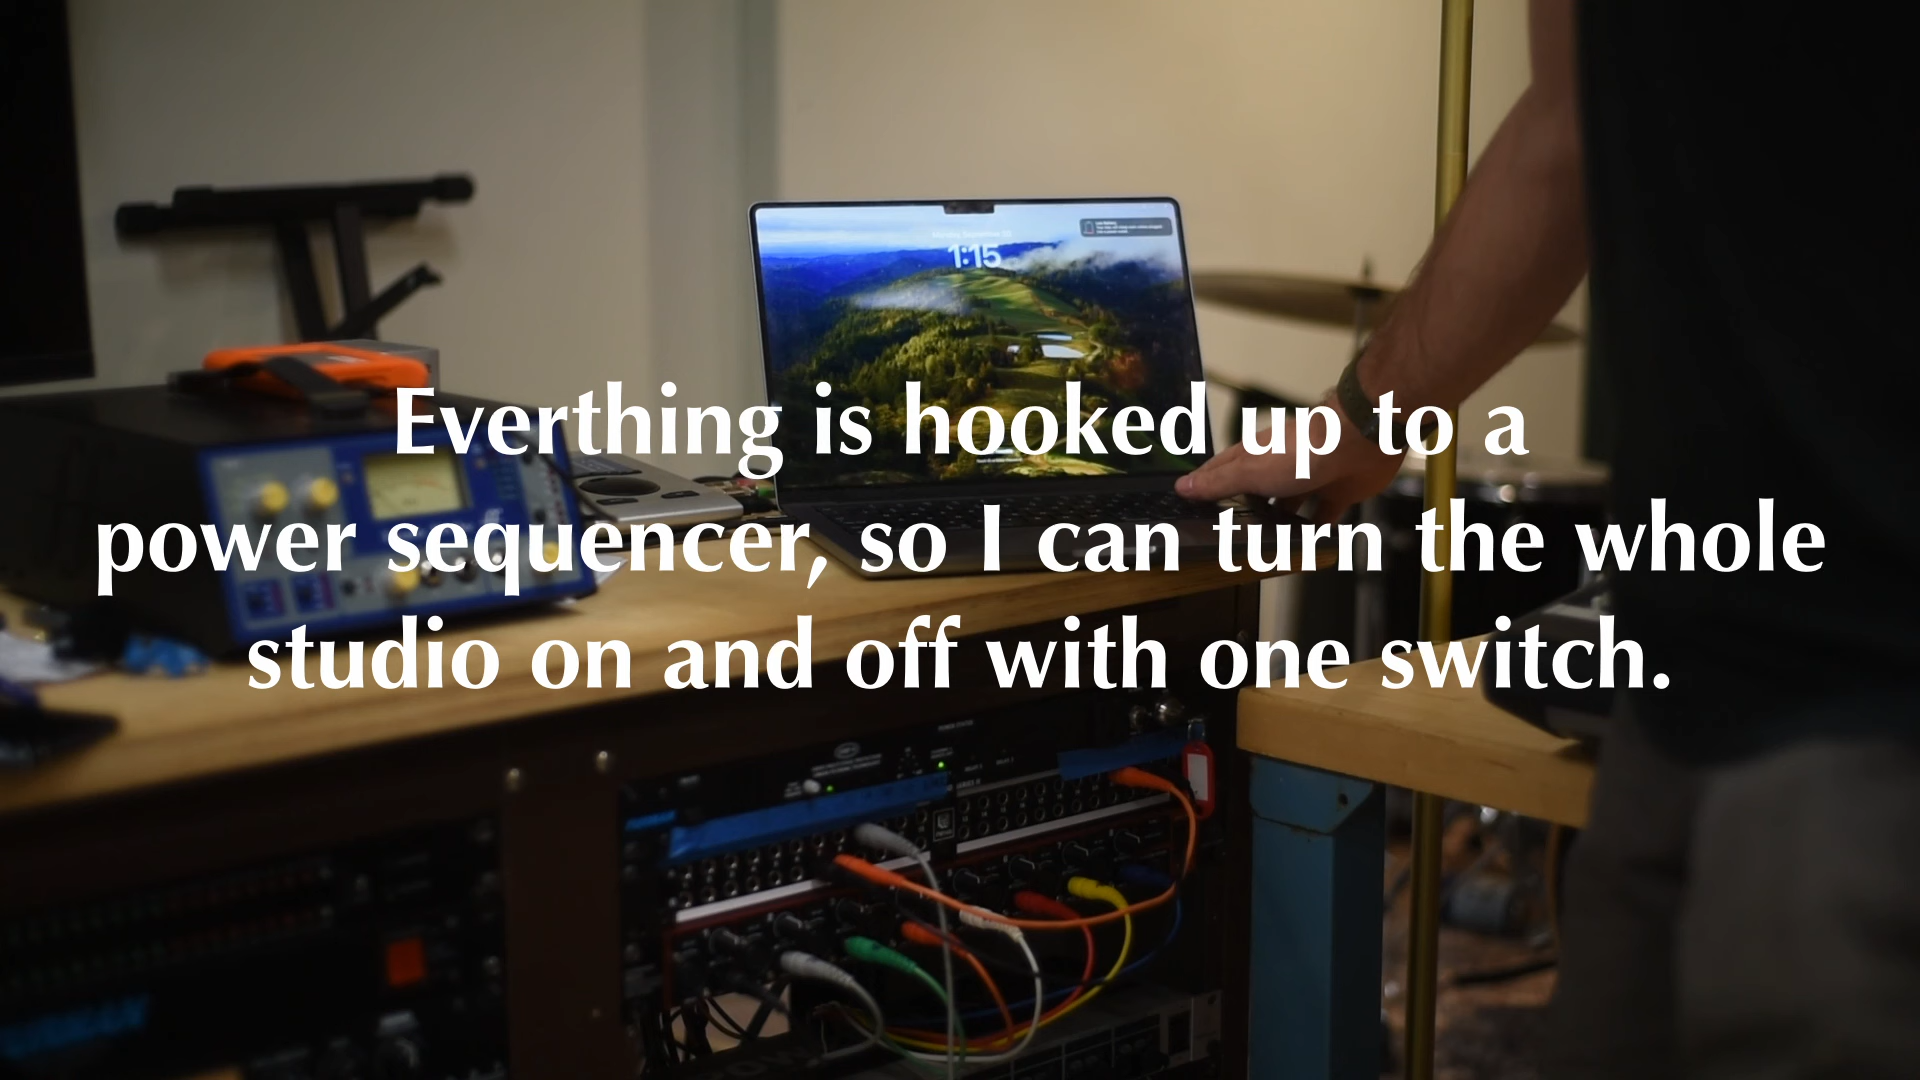 1:15
Everthing is hooked up to a
power sequencer, so I can turn the whole
studio on and off with one switch.